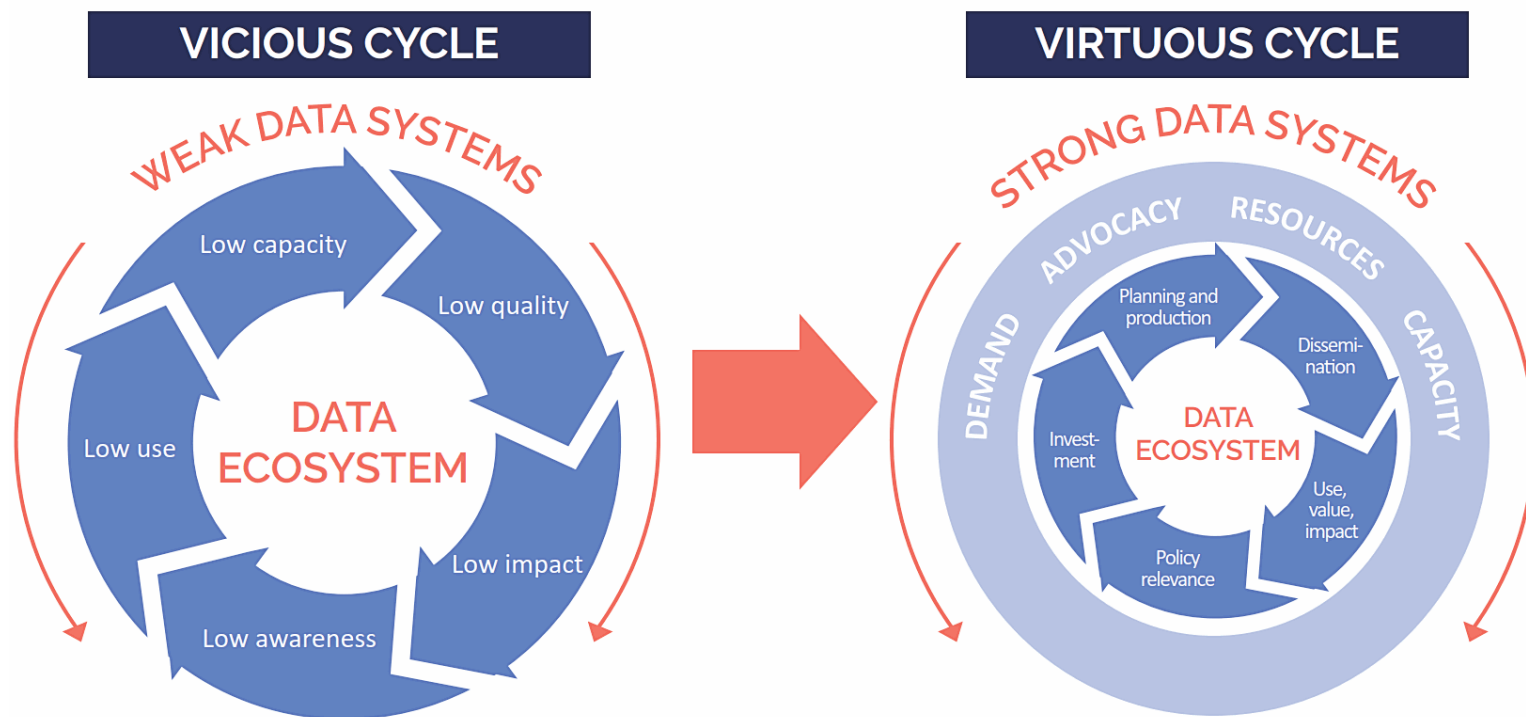 VICIOUS CYCLE
WEAK DATA SYSTEMS
Low capacity
Low quality
Low impact
Low awareness
Low use
DATA
ECOSYSTEM
VIRTUOUS CYCLE
STRONG DATA SYSTEMS
DEMAND
ADVOCACY
RESOURCES
CAPACITY
Planning and
production
Dissemi-
nation
Use,
value,
impact
Policy
relevance
Invest-
ment
DATA
ECOSYSTEM